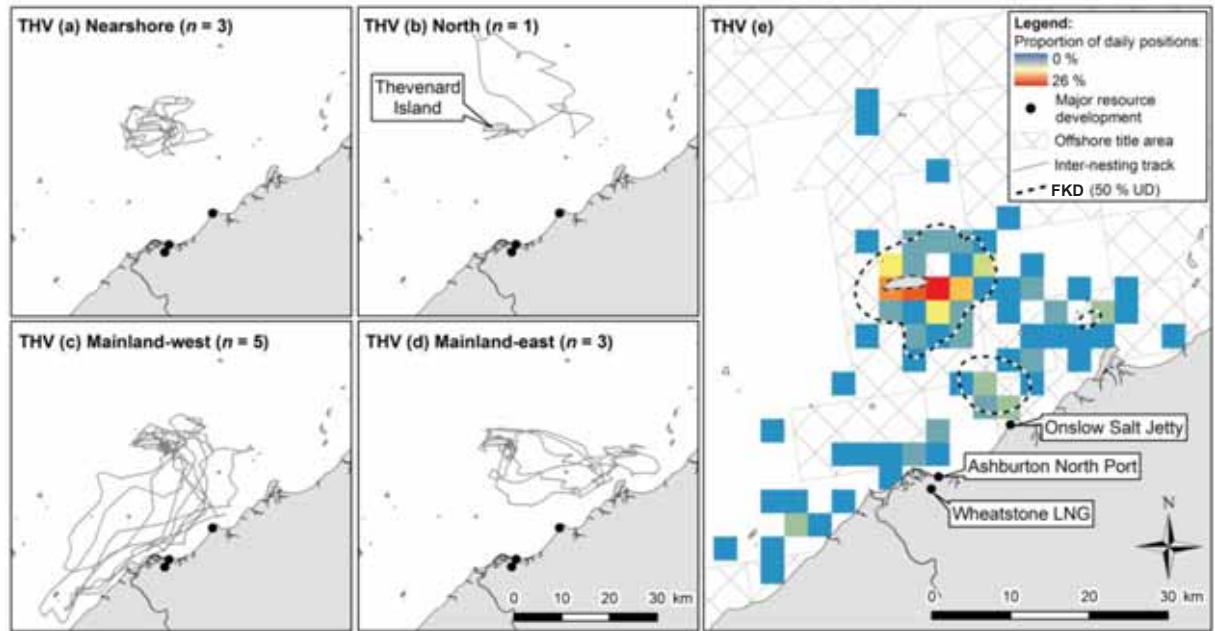 THV (a) Nearshore (n = 3)
THV (b) North (n = 1)
Thevenard
Island
THV (c) Mainland-west (n = 5)
THV (d) Mainland-east (n = 3)
0 10 20 30 km
THV (e)
Legend:
Proportion of daily positions:
0 %
26 %
Major resource
development
Offshore title area
Inter-nesting track
FKD (50 % UD)
Onslow Salt Jetty
Ashburton North Port
Wheatstone LNG
N
0 10 20 30
km